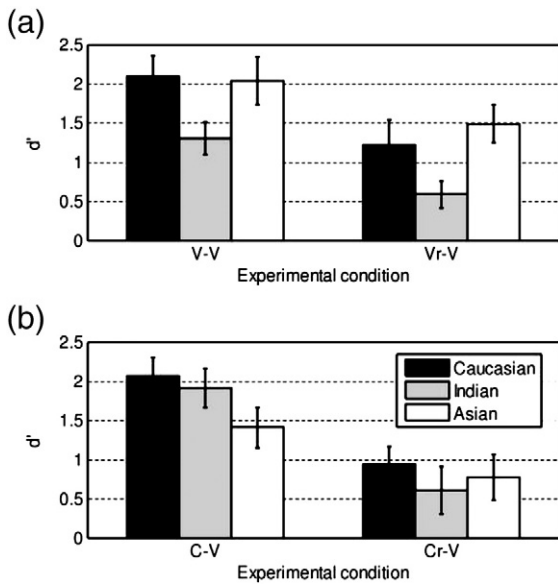 (a)
2.5
2
1.5
1
0.5
0
d'
V-V
Vr-V
Experimental condition
(b)
2.5
2
1.5
1
0.5
0
d'
Caucasian
Indian
Asian
C-V
Cr-V
Experimental condition